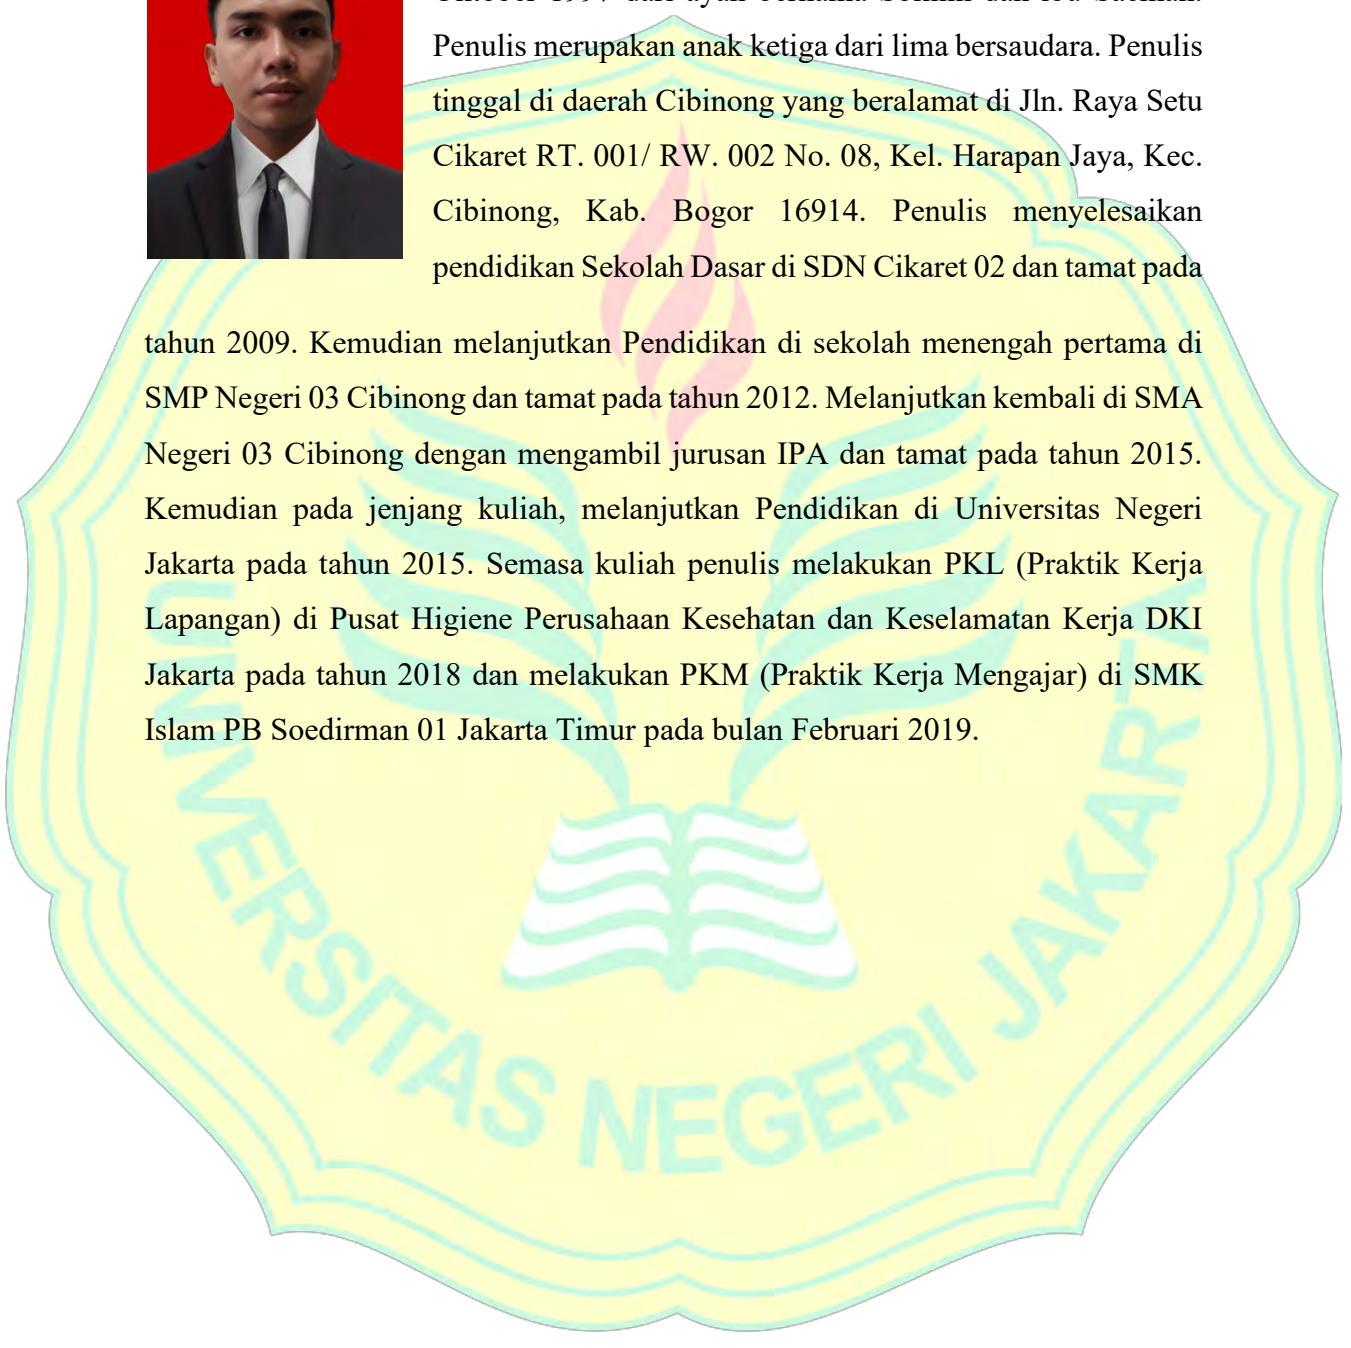 Penulis merupakan anak ketiga dari lima bersaudara. Penulis
tinggal di daerah Cibinong yang beralamat di Jln. Raya Setu
Cikaret RT. 001/ RW. 002 No. 08, Kel. Harapan Jaya, Kec.
Cibinong, Kab. Bogor 16914. Penulis menyelesaikan
pendidikan Sekolah Dasar di SDN Cikaret 02 dan tamat pada
tahun 2009. Kemudian melanjutkan Pendidikan di sekolah menengah pertama di
SMP Negeri 03 Cibinong dan tamat pada tahun 2012. Melanjutkan kembali di SMA
Negeri 03 Cibinong dengan mengambil jurusan IPA dan tamat pada tahun 2015.
Kemudian pada jenjang kuliah, melanjutkan Pendidikan di Universitas Negeri
Jakarta pada tahun 2015. Semasa kuliah penulis melakukan PKL (Praktik Kerja
Lapangan) di Pusat Higiene Perusahaan Kesehatan dan Keselamatan Kerja DKI
Jakarta pada tahun 2018 dan melakukan PKM (Praktik Kerja Mengajar) di SMK
Islam PB Soedirman 01 Jakarta Timur pada bulan Februari 2019.
UNIVERSITAS NEGERI JAKARTA